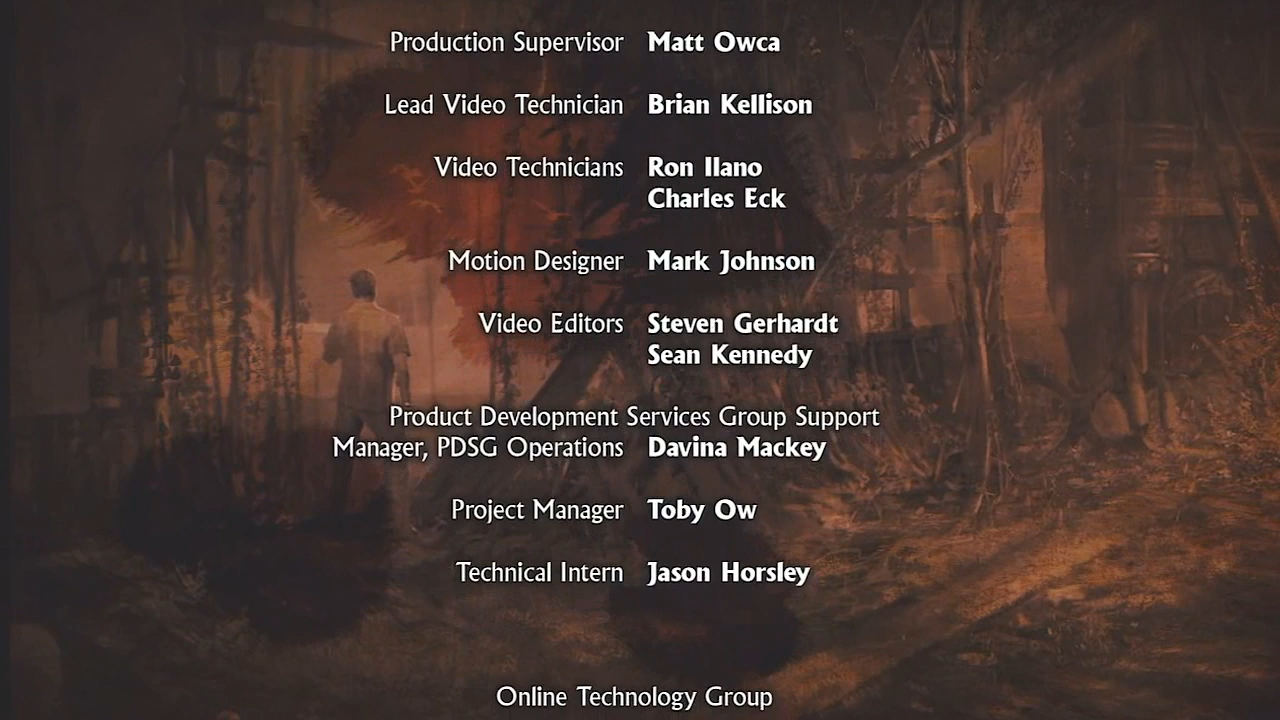 Production Supervisor Matt Owca
Lead Video Technician Brian Kellison
Video Technicians Ron Ilano
Charles Eck
Motion Designer Mark Johnson
Video Editors Steven Gerhardt
Sean Kennedy
Product Development Services Group Support
Manager, PDSG Operations Davina Mackey
Project Manager Toby Ow
Technical Intern Jason Horsley
Online Technology Group